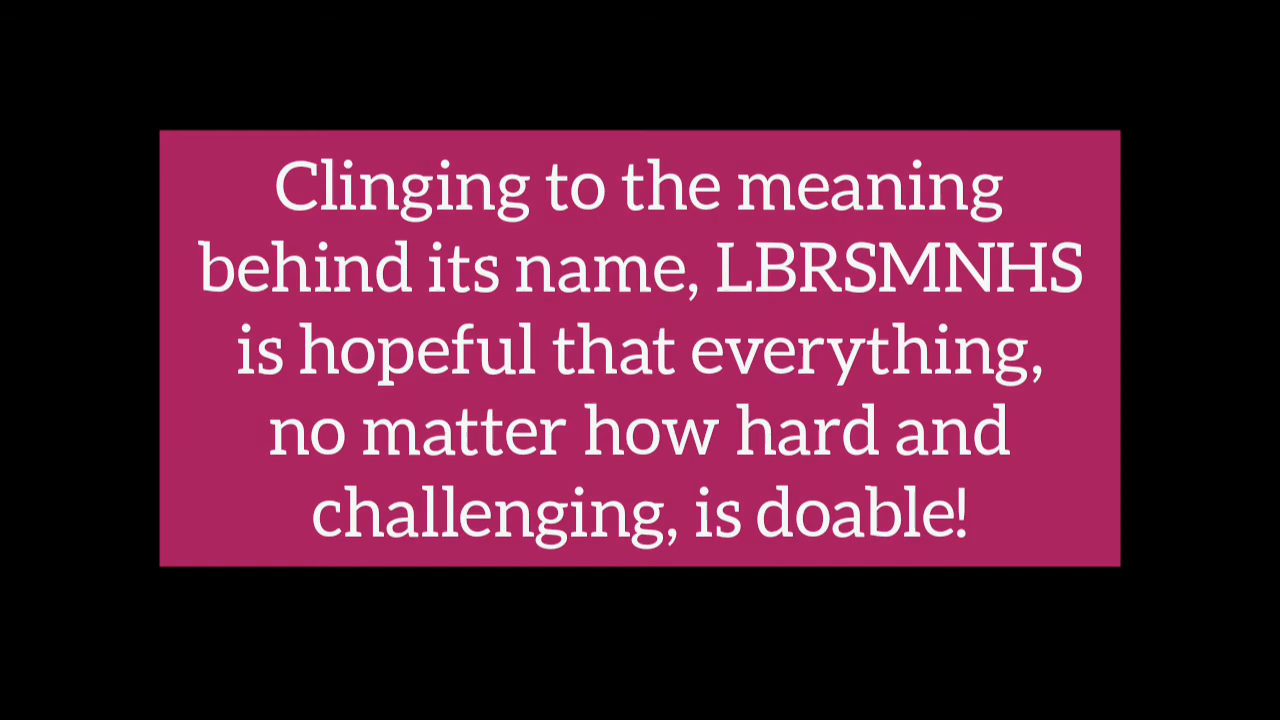 Clinging to the meaning
behind its name, LBRSMNHS
is hopeful that everything,
no matter how hard and
challenging, is doable!